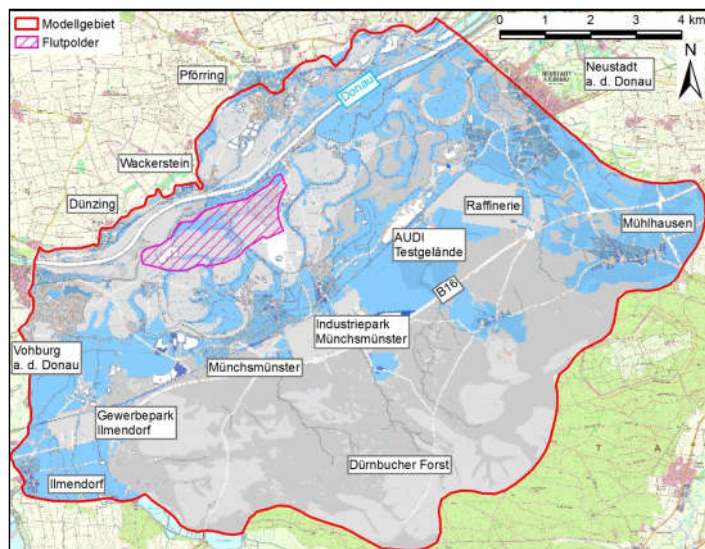 Modellgebiet
Flutpolder
0 1 2 3 4 km
N
Pförring
Donau
NEUSTADT
Neustadt
a. d. Donau
Wackerstein
Dünzing
Raffinerie
Mühlhausen
AUDI
Testgelände
B16
Industriepark
Münchsmünster
Vohburg
a. d. Donau
Münchsmünster
Gewerbepark
Ilmendorf
Dürnbucher Forst
Ilmendorf
T A